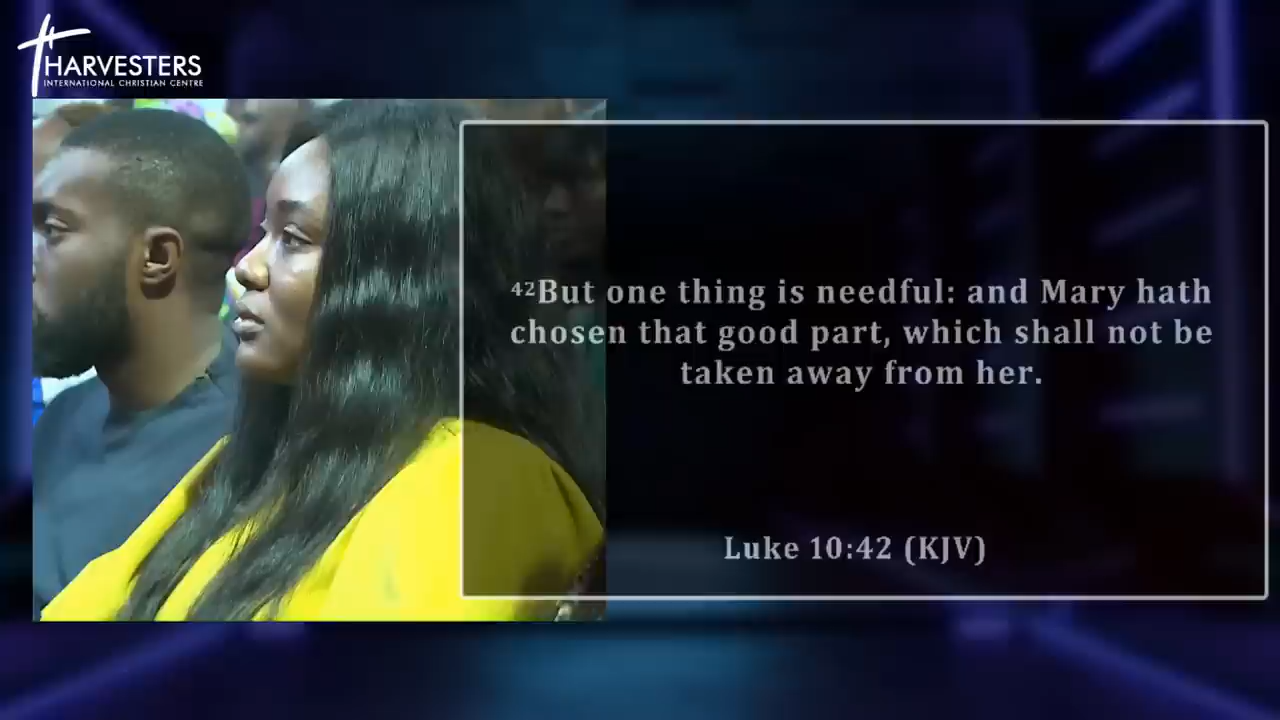 HARVESTERS
INTERNATIONAL CHRISTIAN CENTRE
⁴²But one thing is needful: and Mary hath
chosen that good part, which shall not be
taken away from her.
Luke 10:42 (KJV)